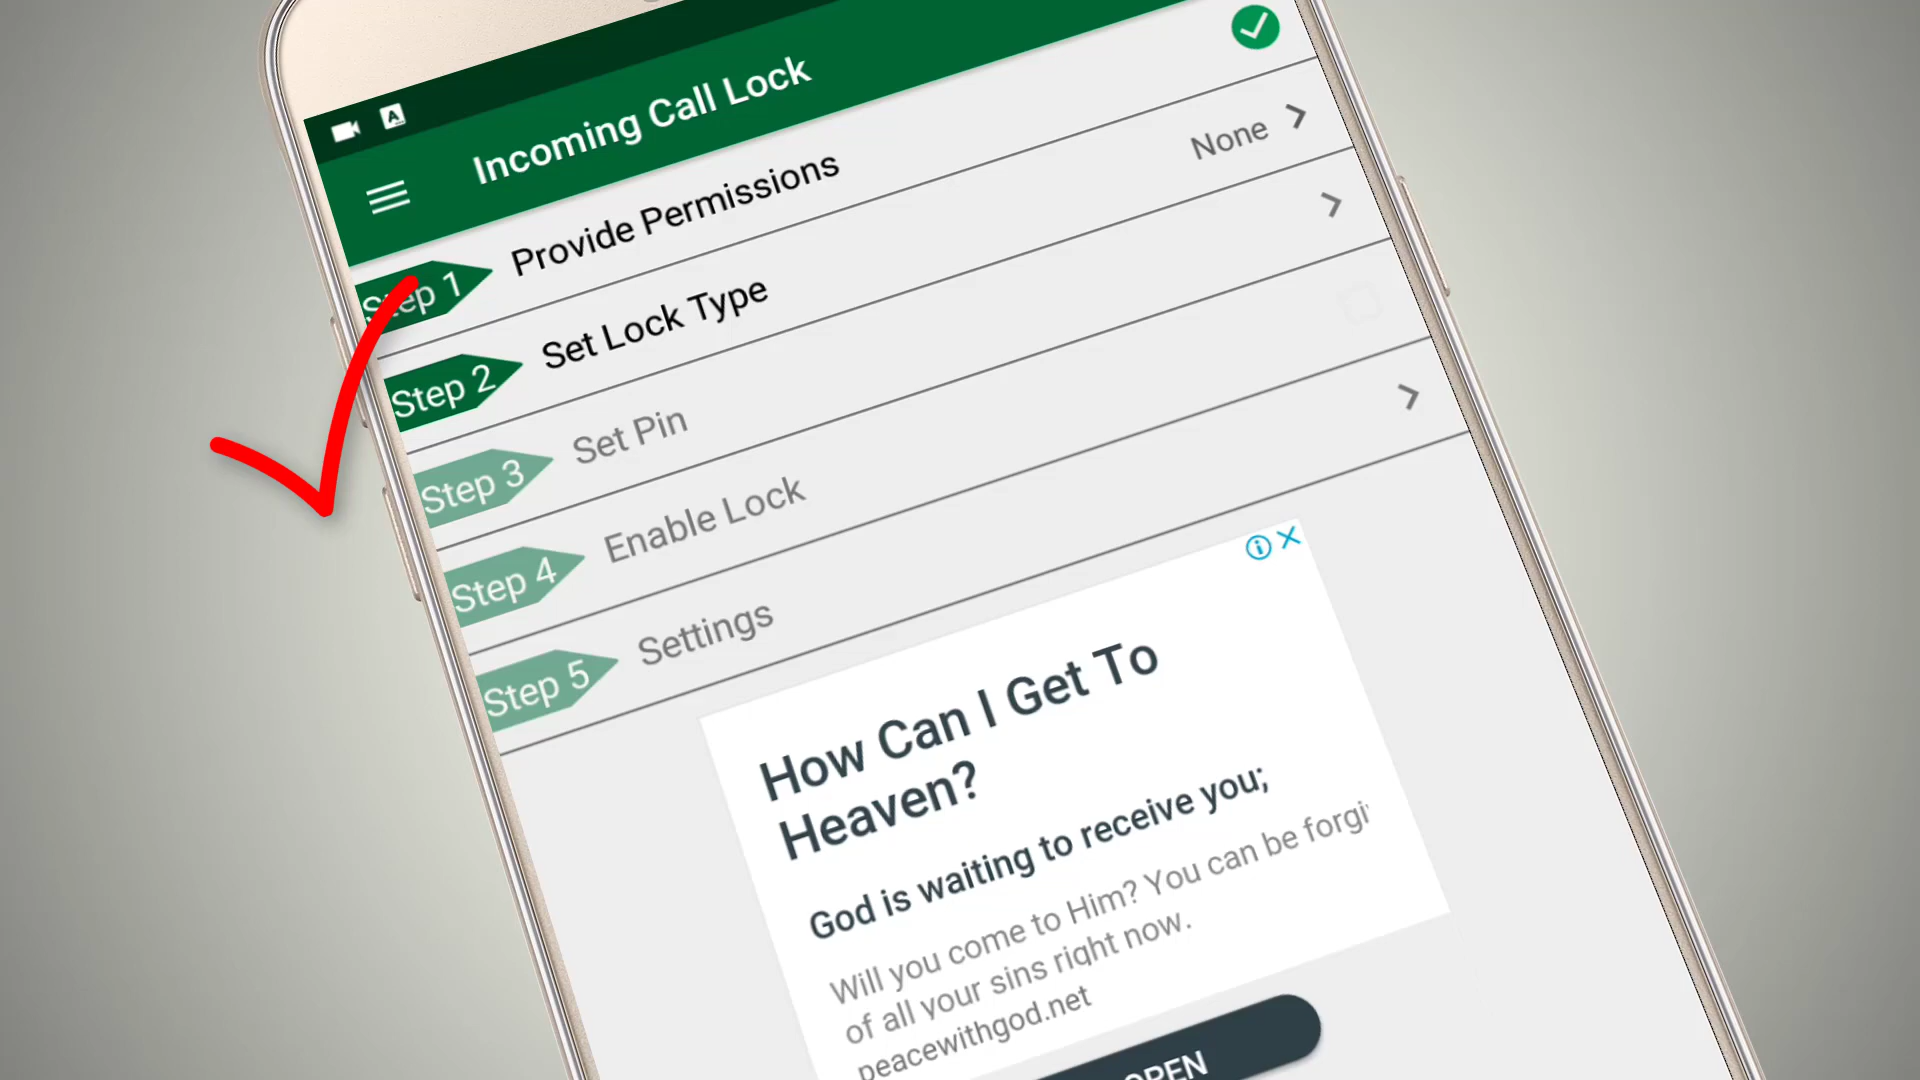 Incoming Call Lock
Step 1 Provide Permissions
Step 2 Set Lock Type None
Step 3 Set Pin
Step 4 Enable Lock
Step 5 Settings
How Can I Get To
Heaven?
God is waiting to receive you;
Will you come to Him? You can be forgi
of all your sins right now.
peacewithgod.net
OPEN